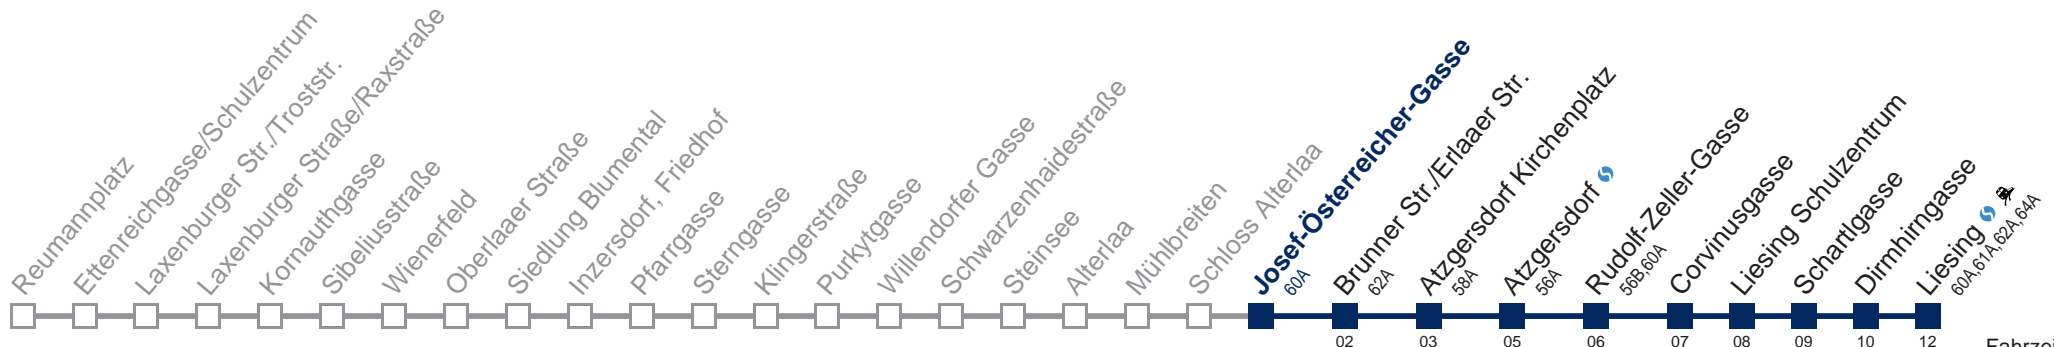 Reumannplatz
Ettenreichgasse/Schulzentrum
Laxenburger Str./Troststr.
Laxenburger Straße/Raxstraße
Kornauthgasse
Sibeliusstraße
Wienerfeld
Oberlaaer Straße
Siedlung Blumental
Inzersdorf, Friedhof
Pfarrgasse
Sterngasse
Klingerstraße
Purkytgasse
Willendorfer Gasse
Schwarzenhaidestraße
Steinsee
Alterlaa
Mühlbreiten
Schloss Alterlaa
Josef-Österreicher-Gasse
60A
Brunner Str./Erlaaer Str.
62A
Atzgersdorf Kirchenplatz
58A
Atzgersdorf
56A
Rudolf-Zeller-Gasse
56B,60A
Corvinusgasse
Liesing Schulzentrum
Schartlgasse
Dirmhirngasse
Liesing
60A,61A,62A,64A
02 03 05 06 07 08 09 10 12